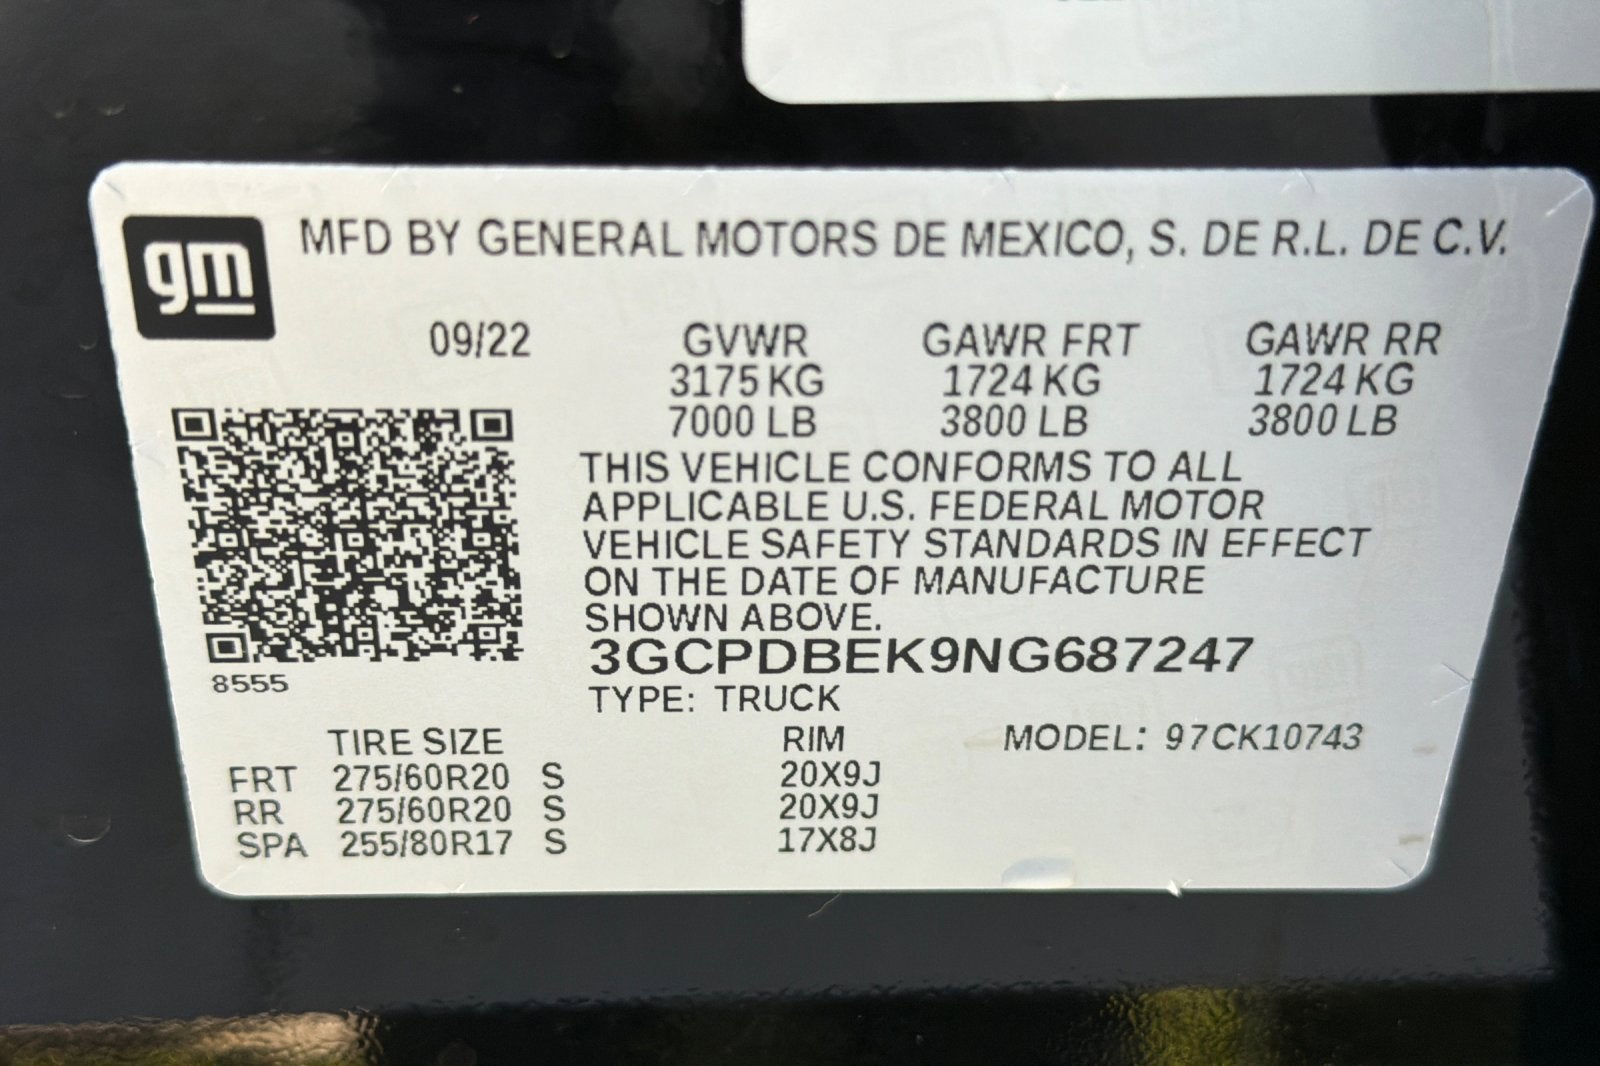 gm
MFD BY GENERAL MOTORS DE MEXICO, S. DE R.L. DE C.V.
09/22 GVWR GAWR FRT GAWR RR
3175 KG 1724 KG 1724 KG
7000 LB 3800 LB 3800 LB
THIS VEHICLE CONFORMS TO ALL
APPLICABLE U.S. FEDERAL MOTOR
VEHICLE SAFETY STANDARDS IN EFFECT
ON THE DATE OF MANUFACTURE
SHOWN ABOVE.
3GCPDBEK9NG687247
8555
TYPE: TRUCK
TIRE SIZE RIM MODEL: 97CK10743
FRT 275/60R20 S 20X9J
RR 275/60R20 S 20X9J
SPA 255/80R17 S 17X8J